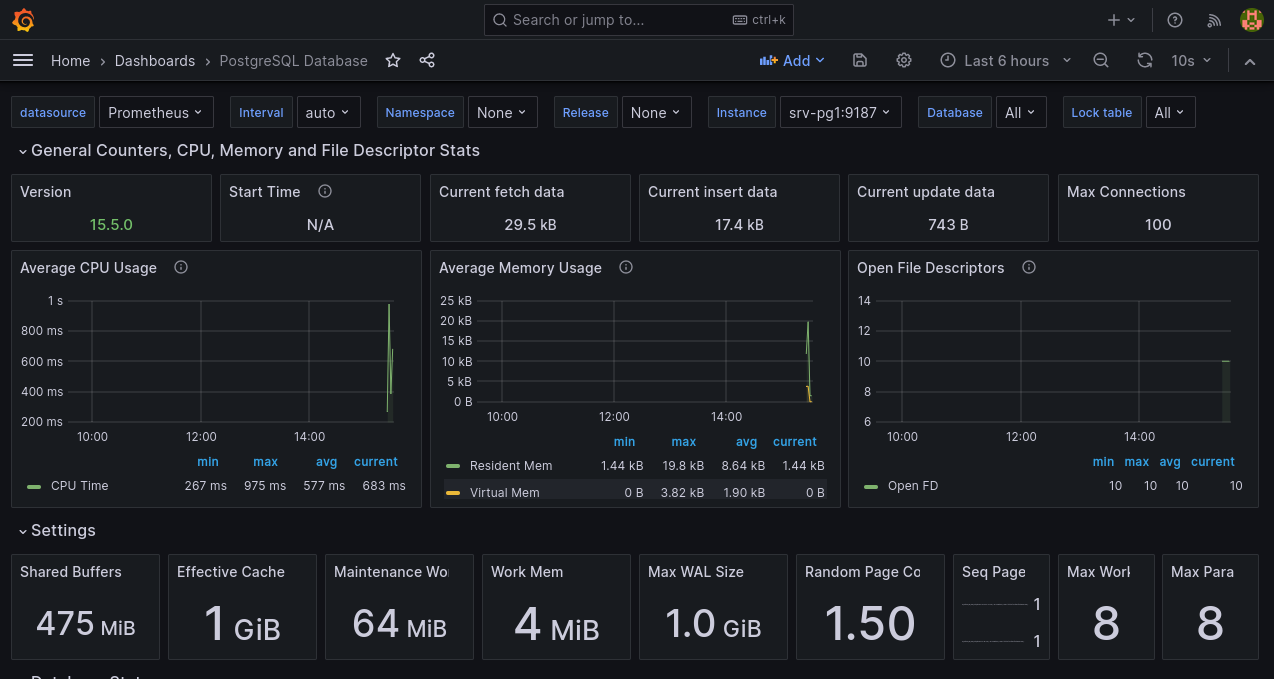 Search or jump to... ctrl+k
Home › Dashboards › PostgreSQL Database Add Last 6 hours 10s
datasource Prometheus Interval auto Namespace None Release None Instance srv-pg1:9187 Database All Lock table All
General Counters, CPU, Memory and File Descriptor Stats
Version
15.5.0
Start Time
N/A
Current fetch data
29.5 kB
Current insert data
17.4 kB
Current update data
743 B
Max Connections
100
Average CPU Usage
1 s
800 ms
600 ms
400 ms
200 ms
10:00 12:00 14:00
min max avg current
CPU Time 267 ms 975 ms 577 ms 683 ms
Average Memory Usage
25 kB
20 kB
15 kB
10 kB
5 kB
0 B
10:00 12:00 14:00
min max avg current
Resident Mem 1.44 kB 19.8 kB 8.64 kB 1.44 kB
Virtual Mem 0 B 3.82 kB 1.90 kB 0 B
Open File Descriptors
14
12
10
8
6
10:00 12:00 14:00
min max avg current
Open FD 10 10 10 10
Settings
Shared Buffers
475 MiB
Effective Cache
1 GiB
Maintenance Wo
64 MiB
Work Mem
4 MiB
Max WAL Size
1.0 GiB
Random Page Co
1.50
Seq Page
1
1
Max Work
8
Max Para
8